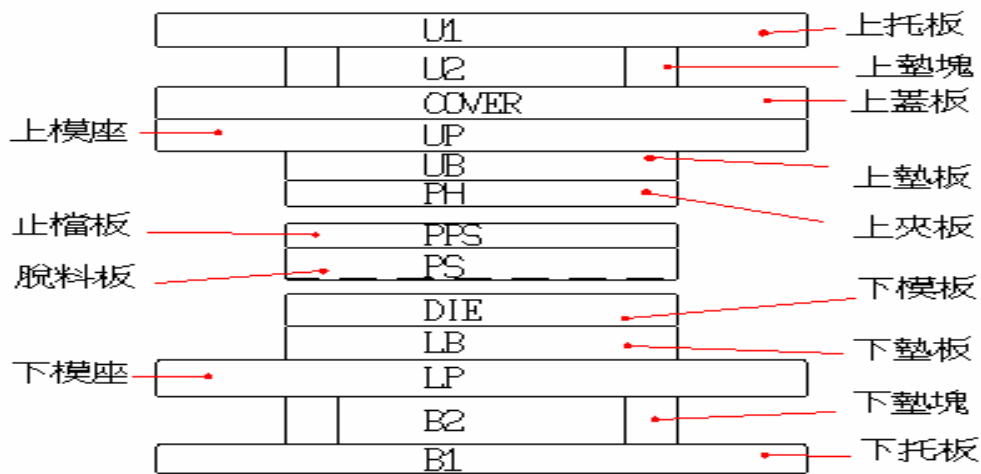 U1 上托板
U2 上墊塊
COVER 上蓋板
上模座 UP
UB 上墊板
PH 上夾板
止檔板 PPS
脫料板 PS
DIE 下模板
LB 下墊板
下模座 LP
B2 下墊塊
B1 下托板